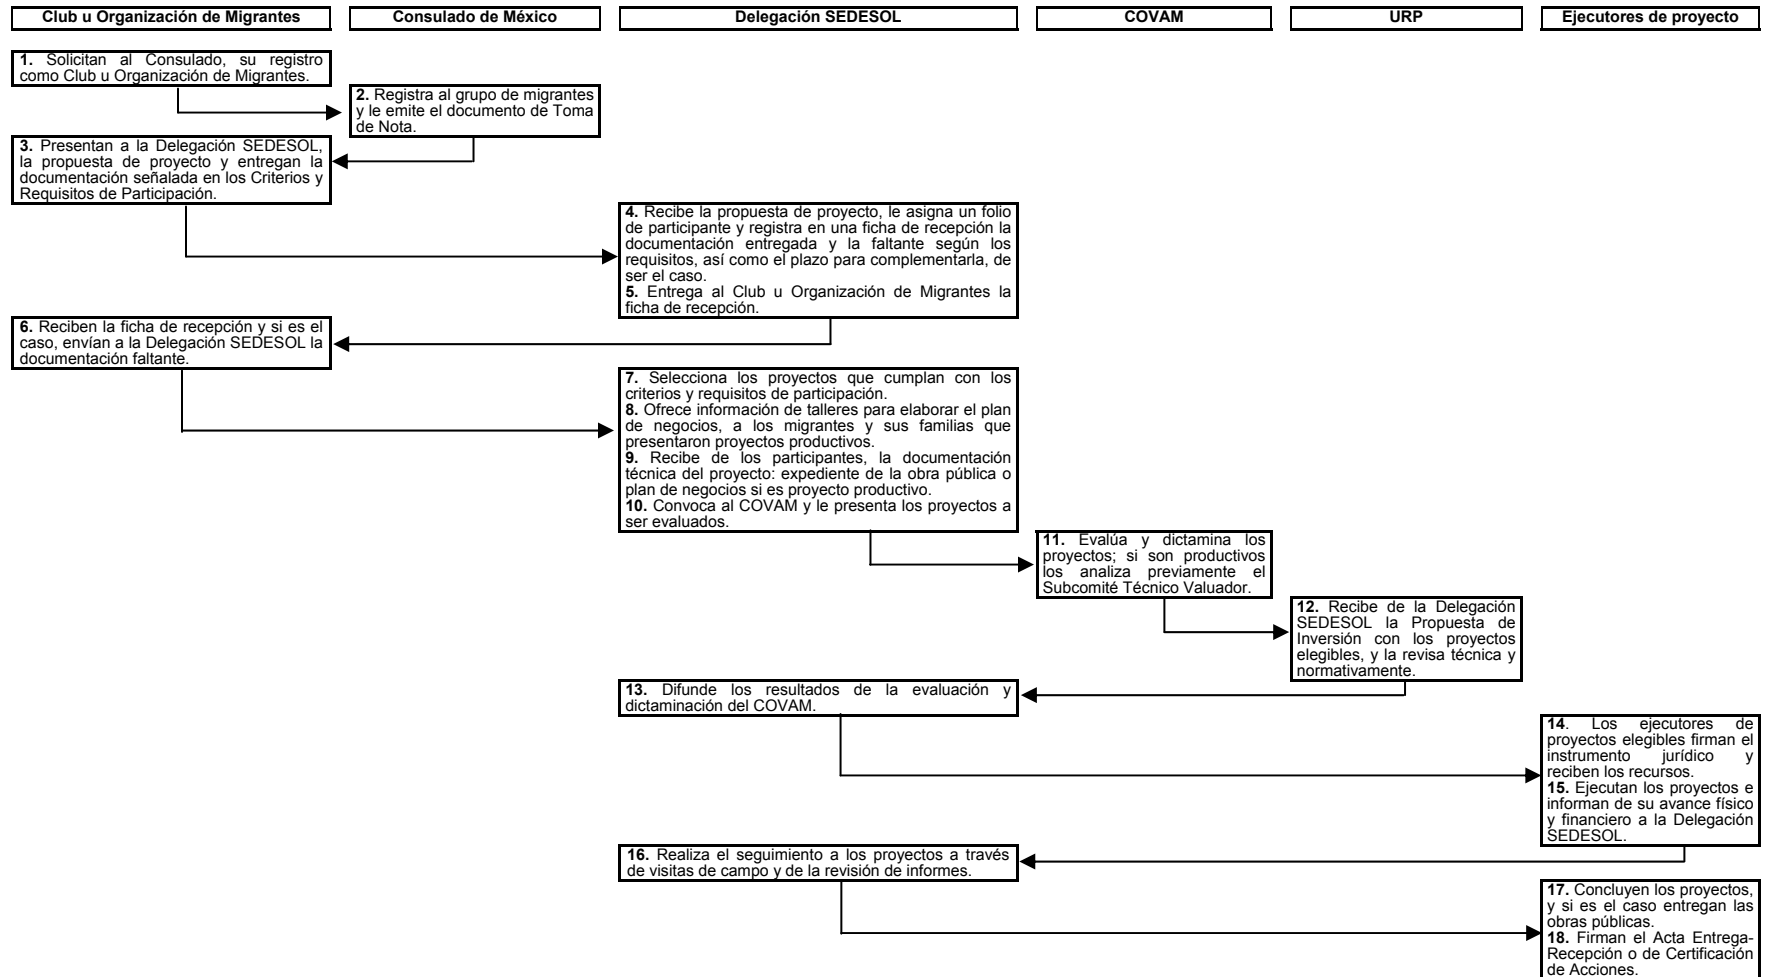 Club u Organización de Migrantes
Consulado de México
Delegación SEDESOL
COVAM
URP
Ejecutores de proyecto
1. Solicitan al Consulado, su registro
como Club u Organización de Migrantes.
2. Registra al grupo de migrantes
y le emite el documento de Toma
de Nota.
3. Presentan a la Delegación SEDESOL,
la propuesta de proyecto y entregan la
documentación señalada en los Criterios y
Requisitos de Participación.
4. Recibe la propuesta de proyecto, le asigna un folio
de participante y registra en una ficha de recepción la
documentación entregada y la faltante según los
requisitos, así como el plazo para complementarla, de
ser el caso.
5. Entrega al Club u Organización de Migrantes la
ficha de recepción.
6. Reciben la ficha de recepción y si es el
caso, envían a la Delegación SEDESOL la
documentación faltante.
7. Selecciona los proyectos que cumplan con los
criterios y requisitos de participación.
8. Ofrece información de talleres para elaborar el plan
de negocios, a los migrantes y sus familias que
presentaron proyectos productivos.
9. Recibe de los participantes, la documentación
técnica del proyecto: expediente de la obra pública o
plan de negocios si es proyecto productivo.
10. Convoca al COVAM y le presenta los proyectos a
ser evaluados.
11. Evalúa y dictamina los
proyectos; si son productivos
los analiza previamente el
Subcomité Técnico Valuador.
12. Recibe de la Delegación
SEDESOL la Propuesta de
Inversión con los proyectos
elegibles, y la revisa técnica y
normativamente.
13. Difunde los resultados de la evaluación y
dictaminación del COVAM.
14. Los ejecutores de
proyectos elegibles firman el
instrumento jurídico y
reciben los recursos.
15. Ejecutan los proyectos e
informan de su avance físico
y financiero a la Delegación
SEDESOL.
16. Realiza el seguimiento a los proyectos a través
de visitas de campo y de la revisión de informes.
17. Concluyen los proyectos,
y si es el caso entregan las
obras públicas.
18. Firman el Acta Entrega-
Recepción o de Certificación
de Acciones.